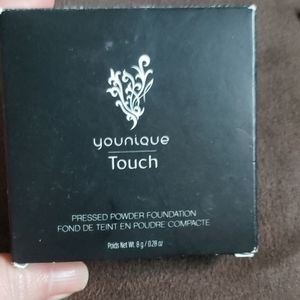 younique
Touch
PRESSED POWDER FOUNDATION
FOND DE TEINT EN POUDRE COMPACTE
Poids Net Wt. 8 g / 0.28 oz